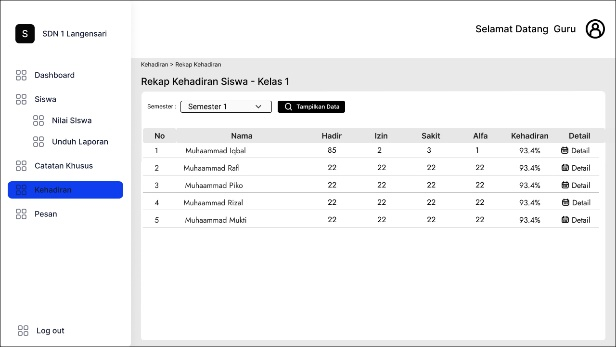 S SDN 1 Langensari
Selamat Datang Guru
Dashboard
Siswa
Nilai SIswa
Unduh Laporan
Catatan Khusus
Kehadiran
Pesan
Log out
Kehadiran > Rekap Kehadiran
Rekap Kehadiran Siswa - Kelas 1
Semester : Semester 1 Tampilkan Data
No Nama Hadir Izin Sakit Alfa Kehadiran Detail
1 Muhaammad Iqbal 85 2 3 1 93.4% Detail
2 Muhaammad Rafi 22 22 22 22 93.4% Detail
3 Muhaammad Piko 22 22 22 22 93.4% Detail
4 Muhaammad Rizal 22 22 22 22 93.4% Detail
5 Muhaammad Mukti 22 22 22 22 93.4% Detail